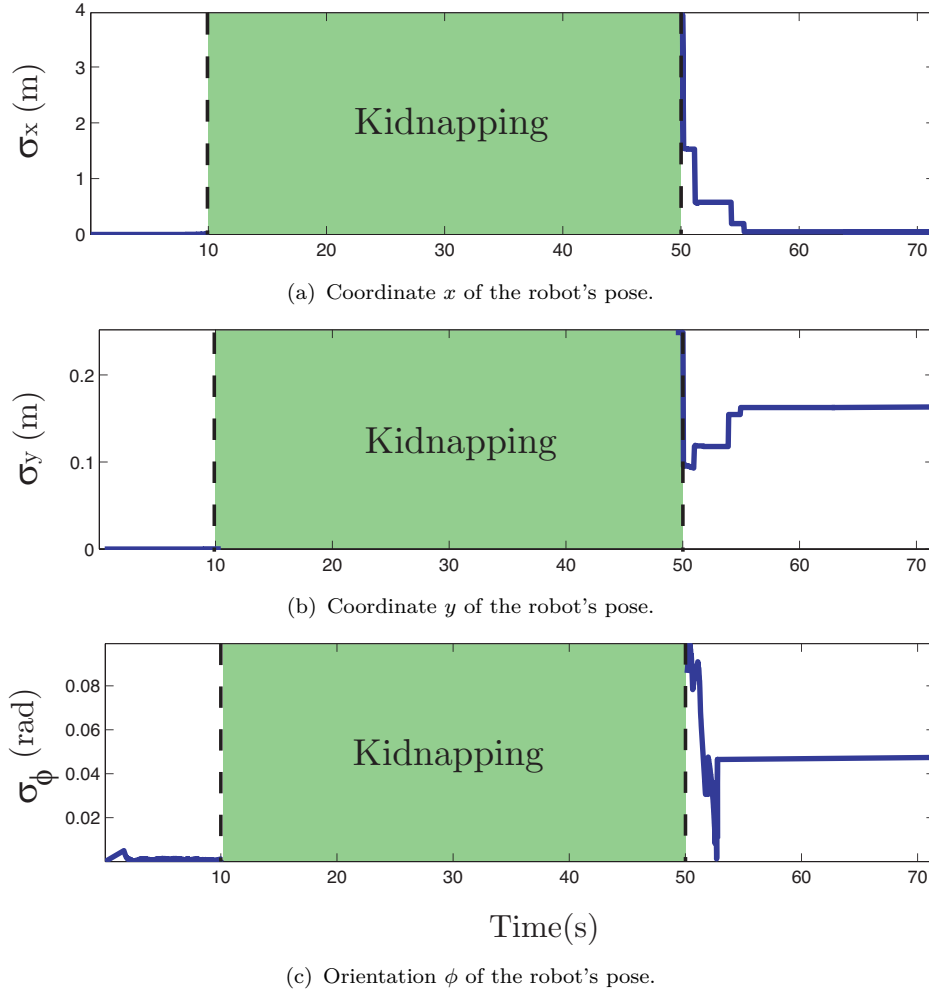 4
3
2
1
0
σx (m)
Kidnapping
10 20 30 40 50 60 70
(a) Coordinate x of the robot's pose.
0.2
0.1
0
σy (m)
Kidnapping
10 20 30 40 50 60 70
(b) Coordinate y of the robot's pose.
0.08
0.06
0.04
0.02
σϕ (rad)
Kidnapping
10 20 30 40 50 60 70
Time(s)
(c) Orientation ϕ of the robot's pose.